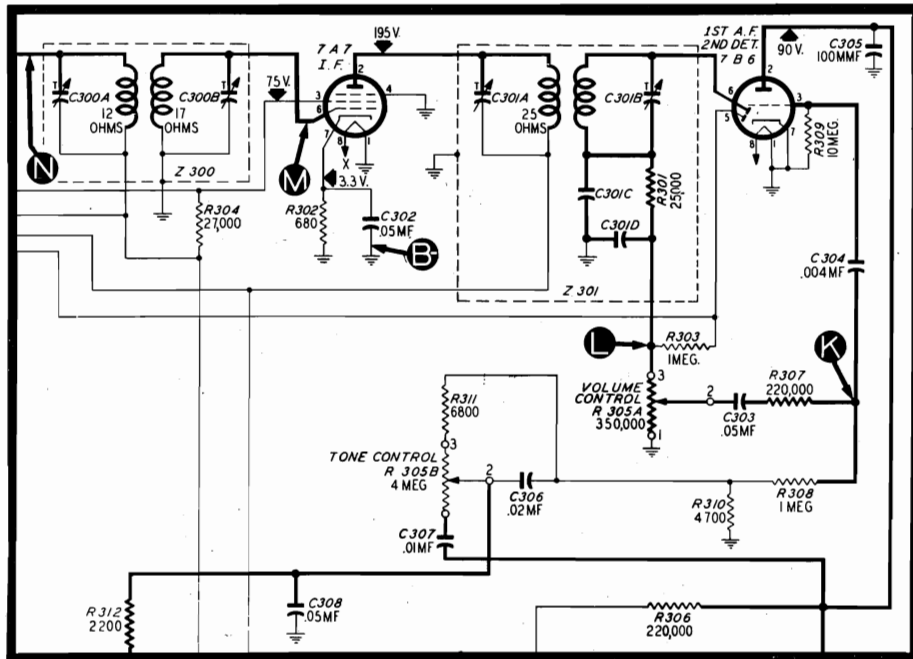 1ST A.F.
2ND DET.
7B6
90 V.
C305
100MMF
7A7
I.F.
195V.
75 V.
T
C300A
12
OHMS
17
OHMS
C300B
T
Z 300
N
M
2
3
6
4
7
8
1
X
3.3 V.
R302
680
C302
.05MF
B-
R304
27,000
T
C301A
25
OHMS
C301B
T
C301C
R301
25,000
C301D
Z 301
2
6
5
3
8
7
1
R309
10MEG.
C304
.004MF
L
R303
1MEG.
K
3
VOLUME
CONTROL
R 305A
350,000
2
1
C303
.05MF
R307
220,000
R311
6800
3
TONE CONTROL
R 305B
4 MEG
2
C306
.02MF
R310
4700
R308
1 MEG
C307
.01MF
R312
2200
C308
.05MF
R306
220,000